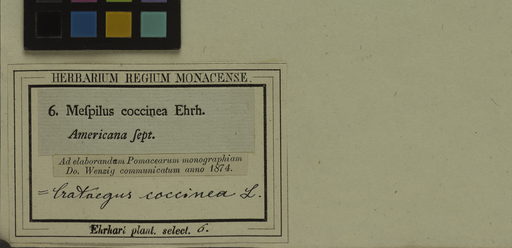 HERBARIUM REGIUM MONACENSE.
6. Meſpilus coccinea Ehrh.
Americana ſept.
Ad elaborandam Pomacearum monographiam
Do. Wenzig communicatum anno 1874.
= Crataegus coccinea L.
Ehrhari plant. select. 6.